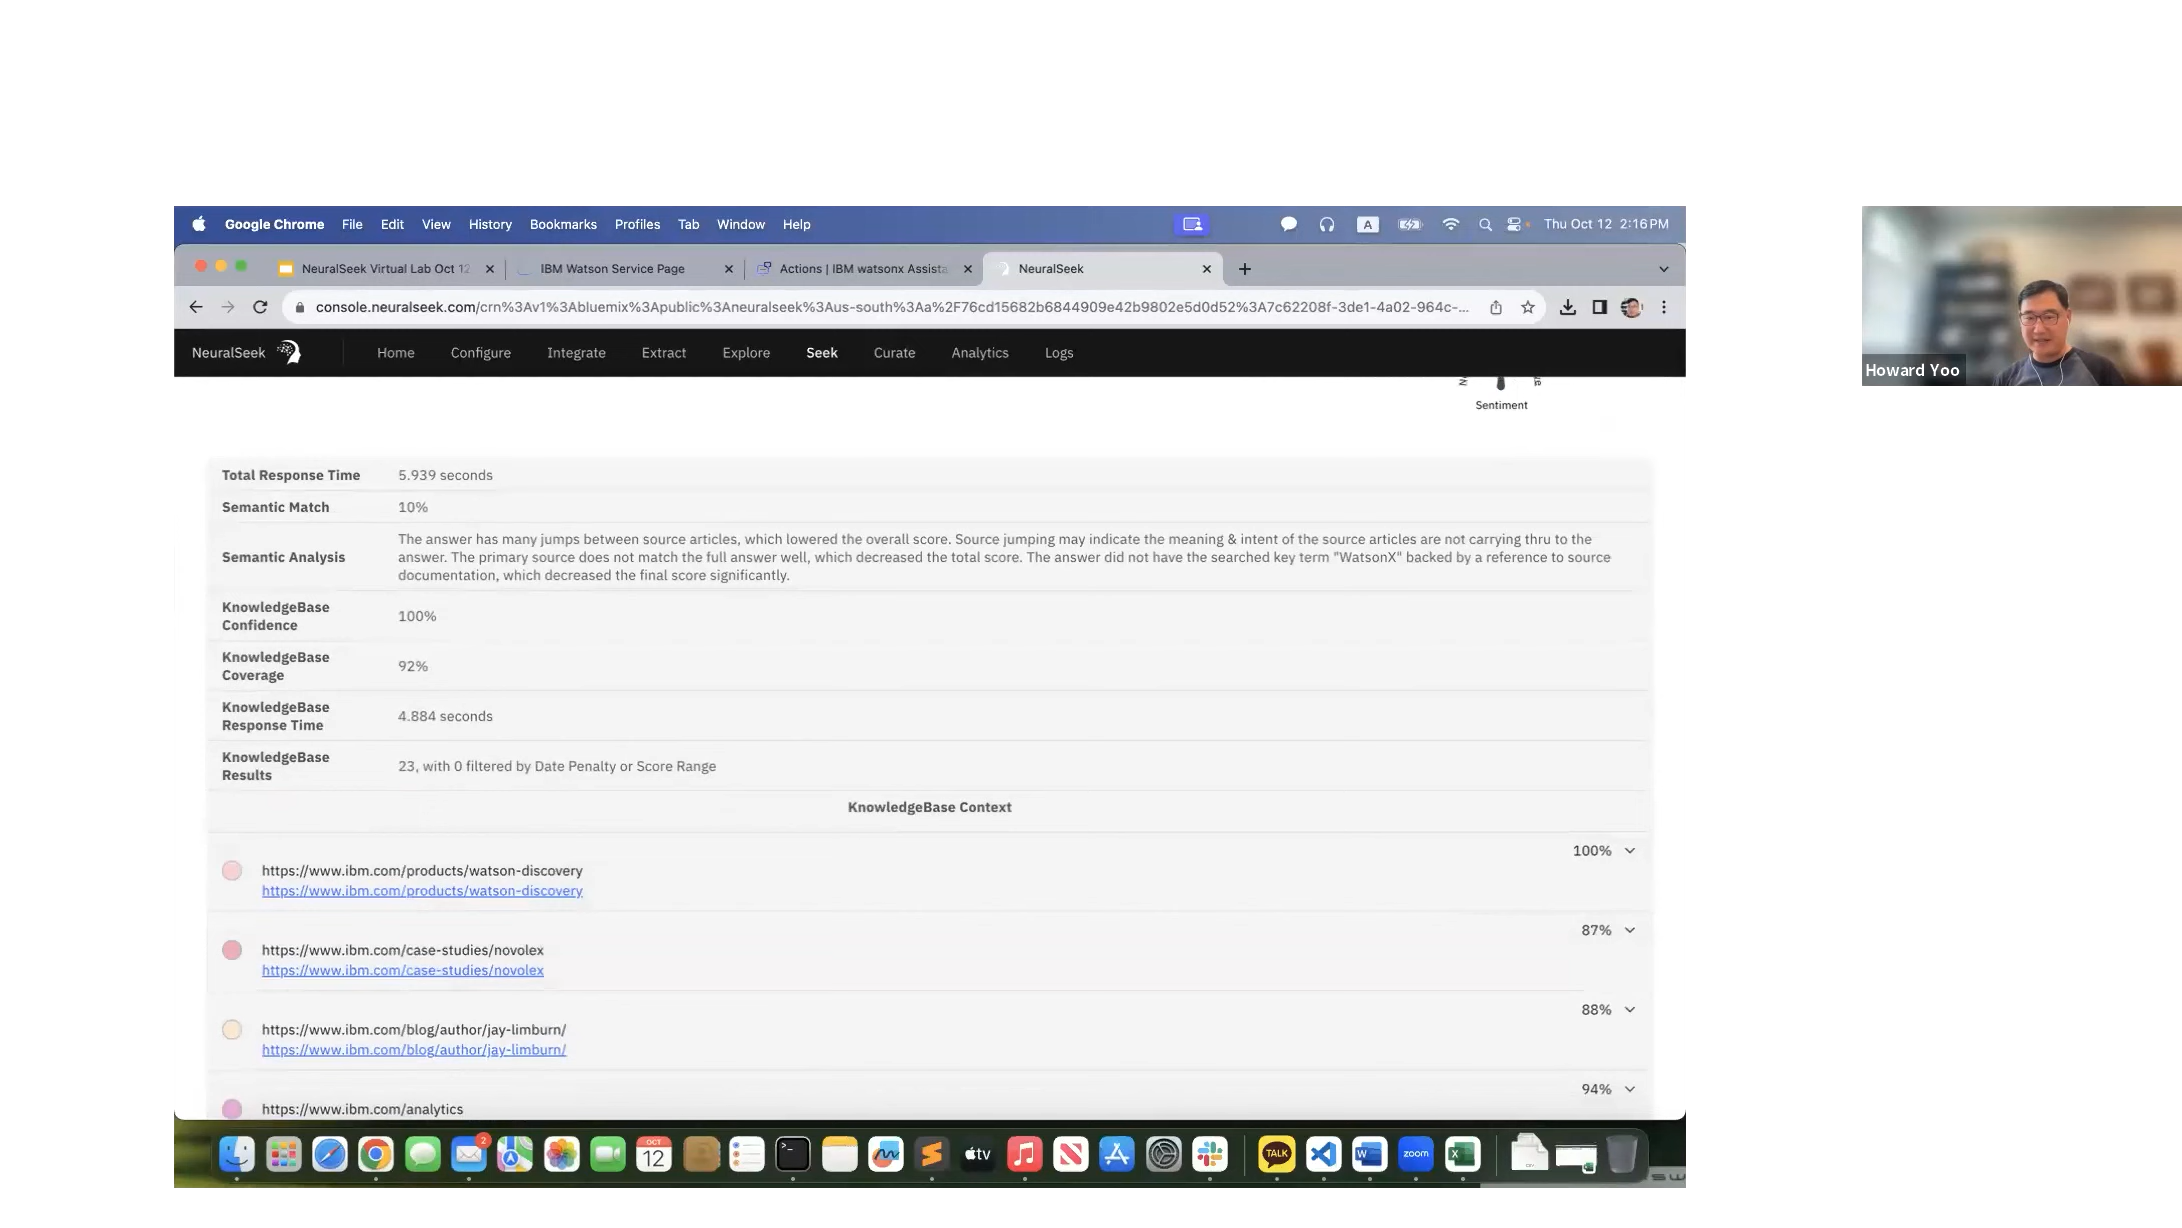 Google Chrome File Edit View History Bookmarks Profiles Tab Window Help A Thu Oct 12 2:16 PM
NeuralSeek Virtual Lab Oct 12 IBM Watson Service Page Actions | IBM watsonx Assista NeuralSeek
console.neuralseek.com/crn%3Av1%3Abluemix%3Apublic%3Aneuralseek%3Aus-south%3Aa%2F76cd15682b6844909e42b9802e5d0d52%3A7c62208f-3de1-4a02-964c-...
NeuralSeek Home Configure Integrate Extract Explore Seek Curate Analytics Logs
Howard Yoo
Sentiment
Total Response Time 5.939 seconds
Semantic Match 10%
Semantic Analysis
The answer has many jumps between source articles, which lowered the overall score. Source jumping may indicate the meaning & intent of the source articles are not carrying thru to the
answer. The primary source does not match the full answer well, which decreased the total score. The answer did not have the searched key term "WatsonX" backed by a reference to source
documentation, which decreased the final score significantly.
KnowledgeBase
Confidence
100%
KnowledgeBase
Coverage
92%
KnowledgeBase
Response Time
4.884 seconds
KnowledgeBase
Results
23, with 0 filtered by Date Penalty or Score Range
KnowledgeBase Context
100%
https://www.ibm.com/products/watson-discovery
https://www.ibm.com/products/watson-discovery
87%
https://www.ibm.com/case-studies/novolex
https://www.ibm.com/case-studies/novolex
88%
https://www.ibm.com/blog/author/jay-limburn/
https://www.ibm.com/blog/author/jay-limburn/
94%
https://www.ibm.com/analytics
2
OCT
12
tv
TALK
W
zoom
X